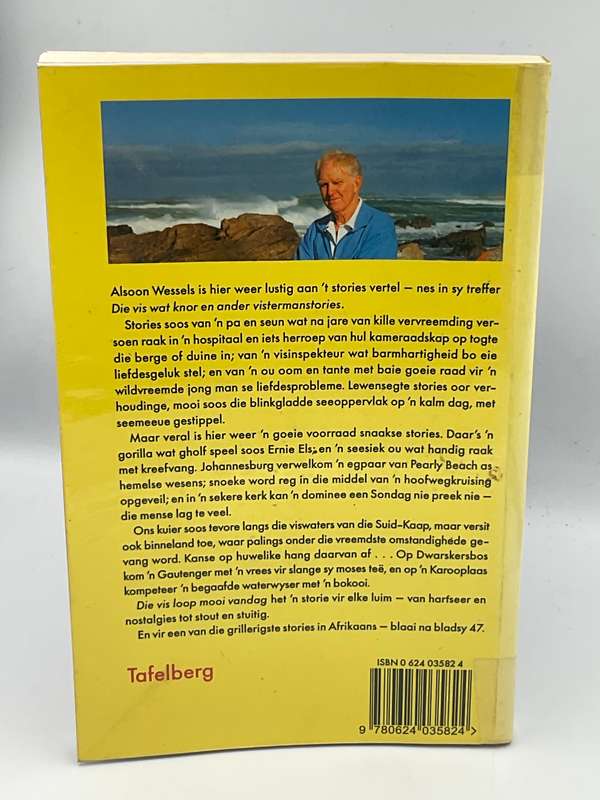 Alsoon Wessels is hier weer lustig aan 't stories vertel — nes in sy treffer
Die vis wat knor en ander vistermanstories.
Stories soos van 'n pa en seun wat na jare van kille vervreemding ver-
soen raak in 'n hospitaal en iets herroep van hul kameraadskap op togte
die berge of duine in; van 'n visinspekteur wat barmhartigheid bo eie
liefdesgeluk stel; en van 'n ou oom en tante met baie goeie raad vir 'n
wildvreemde jong man se liefdesprobleme. Lewensegte stories oor ver-
houdinge, mooi soos die blinkgladde seeoppervlak op 'n kalm dag, met
seemeeue gestippel.
Maar veral is hier weer 'n goeie voorraad snaakse stories. Daar's 'n
gorilla wat gholf speel soos Ernie Els; en 'n seesiek ou wat handig raak
met kreefvang. Johannesburg verwelkom 'n egpaar van Pearly Beach as
hemelse wesens; snoeke word reg in die middel van 'n hoofwegkruising
opgeveil; en in 'n sekere kerk kan 'n dominee een Sondag nie preek nie —
die mense lag te veel.
Ons kuier soos tevore langs die viswaters van die Suid-Kaap, maar versit
ook binneland toe, waar palings onder die vreemdste omstandighede ge-
vang word. Kanse op huwelike hang daarvan af . . . Op Dwarskersbos
kom 'n Gautenger met 'n vrees vir slange sy moses teë, en op 'n Karooplaas
kompeteer 'n begaafde waterwyser met 'n bokooi.
Die vis loop mooi vandag het 'n storie vir elke luim — van harfseer en
nostalgies tot stout en stuitig.
En vir een van die grillerigste stories in Afrikaans — blaai na bladsy 47.
Tafelberg
ISBN 0 624 03582 4
9 780624 035824 >